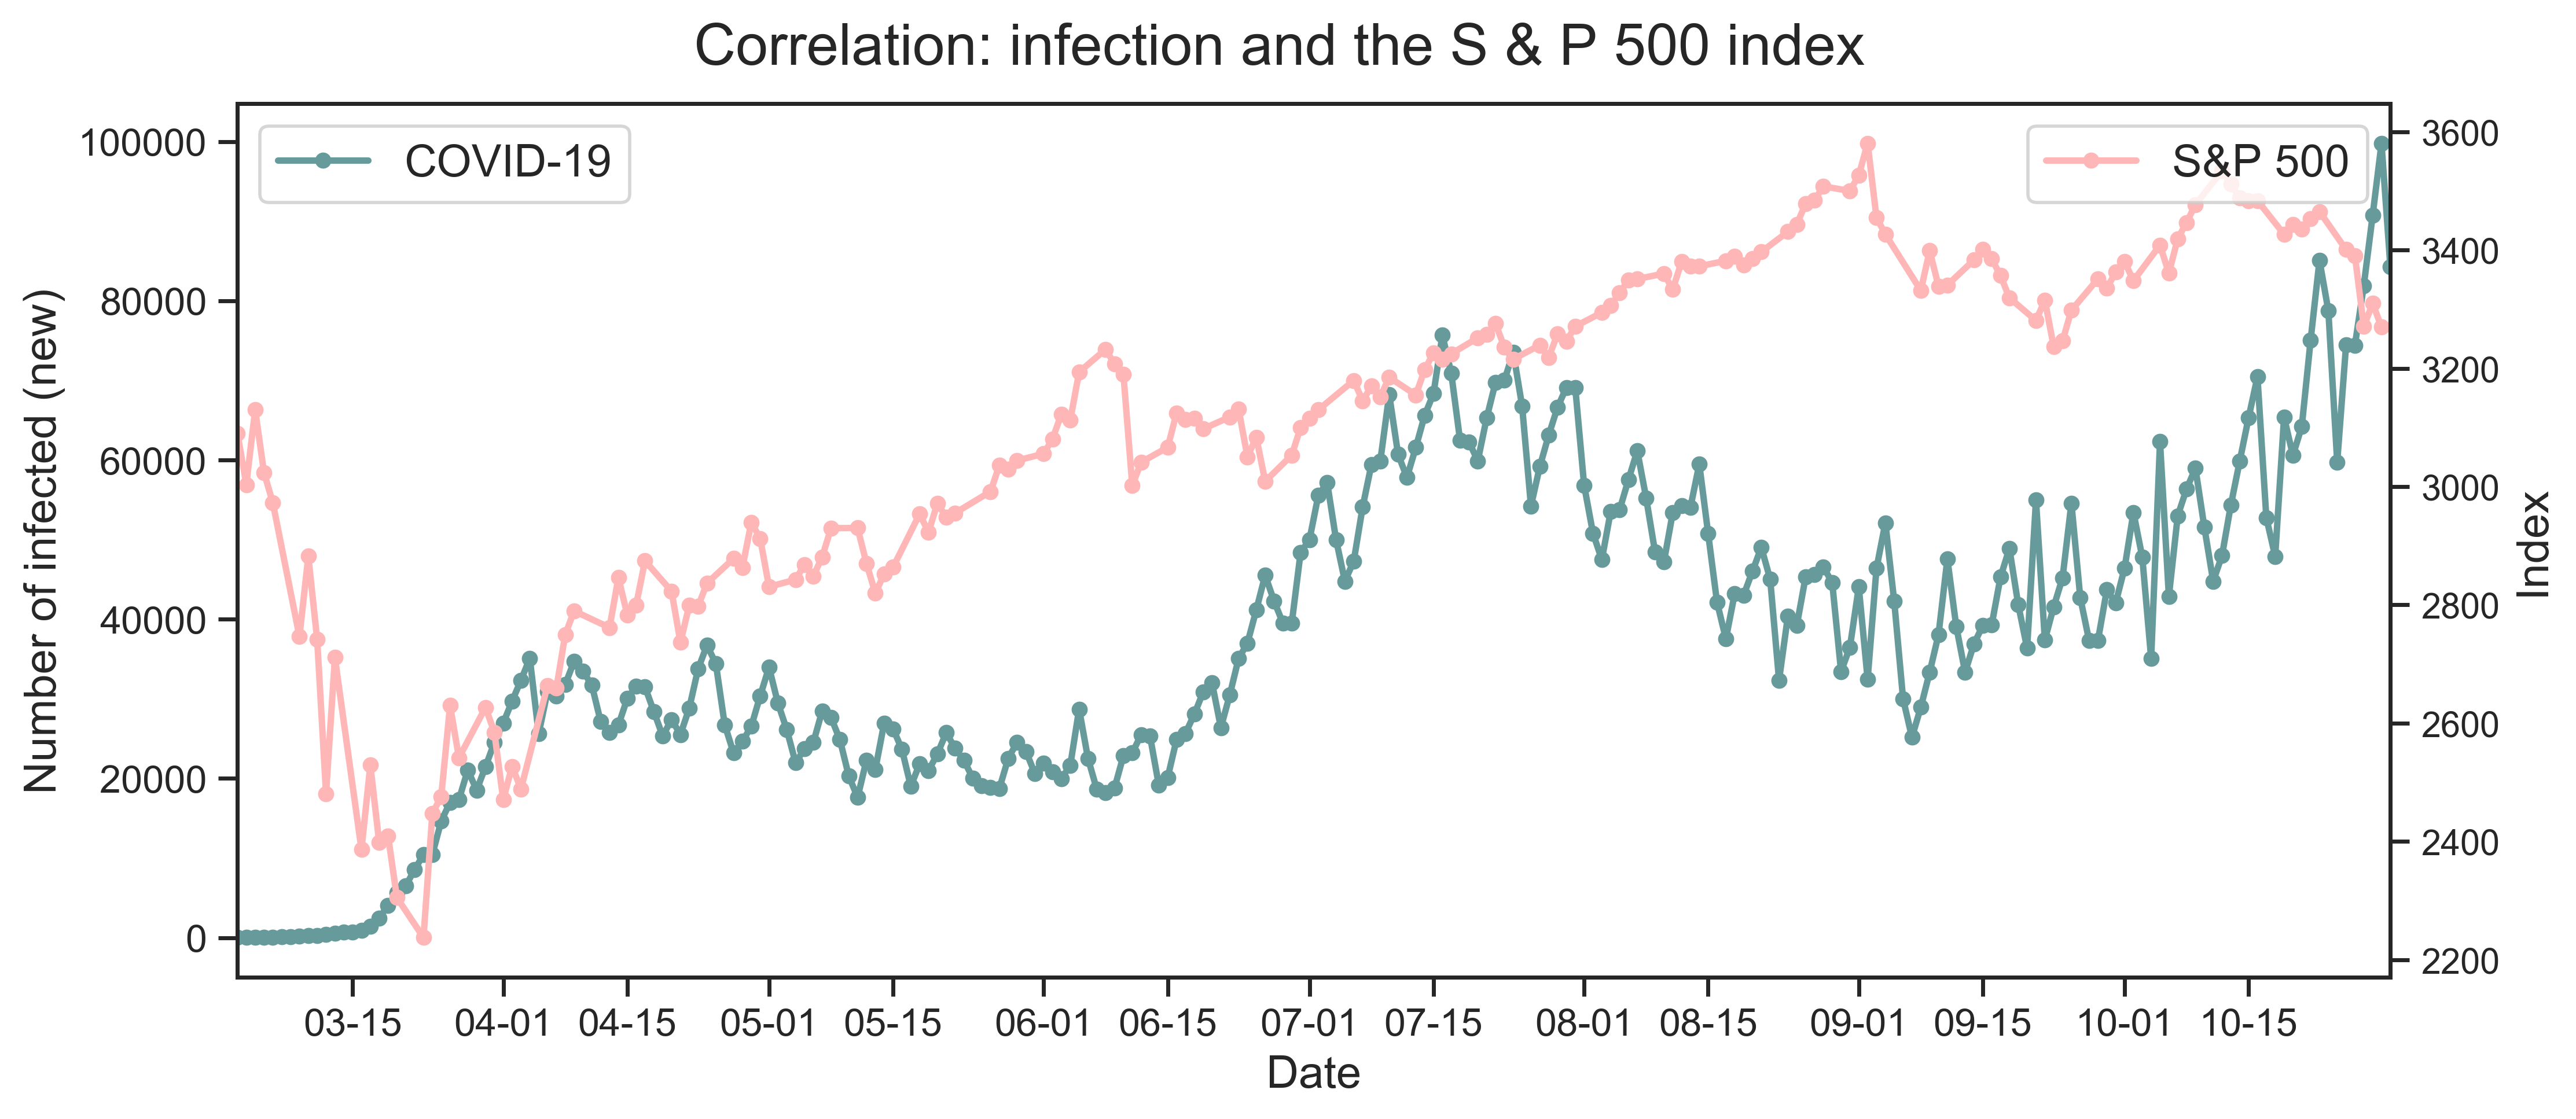 Correlation: infection and the S & P 500 index
COVID-19
S&P 500
Number of infected (new)
100000
80000
60000
40000
20000
0
3600
3400
3200
3000
2800
2600
2400
2200
Index
03-15 04-01 04-15 05-01 05-15 06-01 06-15 07-01 07-15 08-01 08-15 09-01 09-15 10-01 10-15
Date